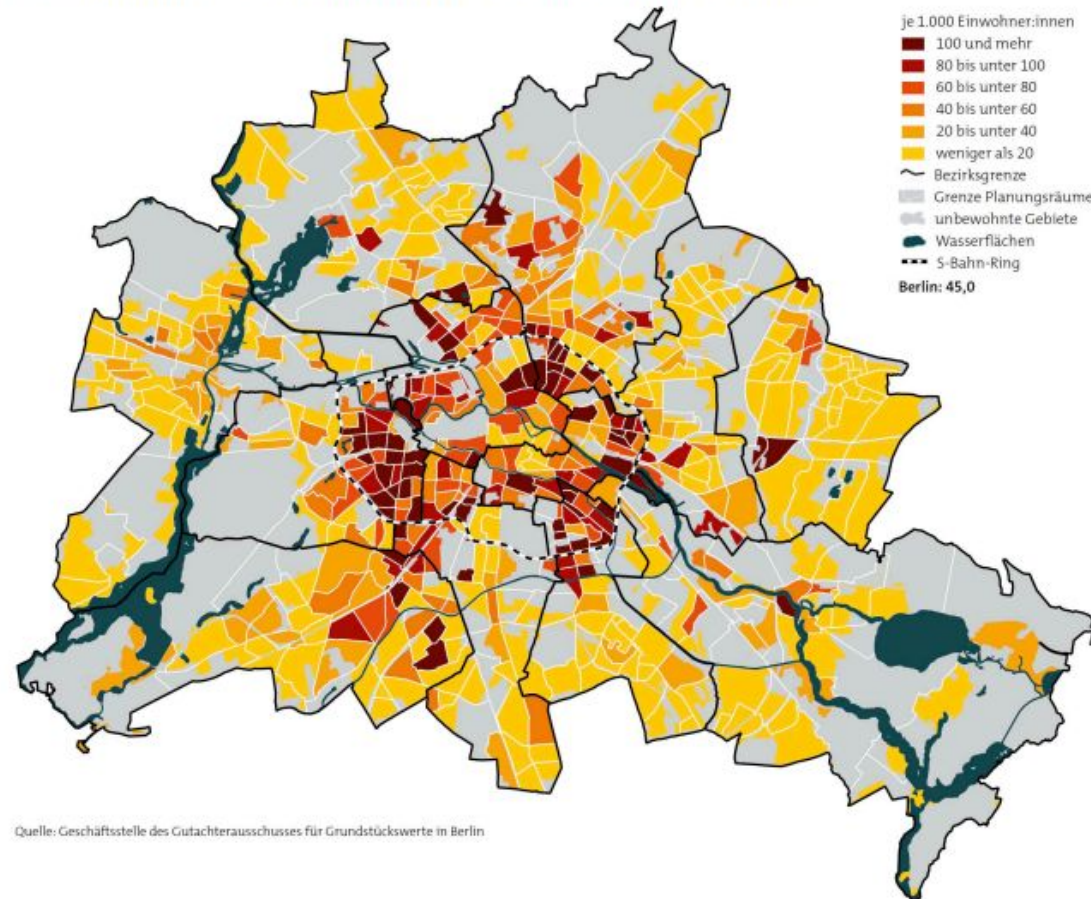 je 1.000 Einwohner:innen
100 und mehr
80 bis unter 100
60 bis unter 80
40 bis unter 60
20 bis unter 40
weniger als 20
Bezirksgrenze
Grenze Planungsräume
unbewohnte Gebiete
Wasserflächen
S-Bahn-Ring
Berlin: 45,0
Quelle: Geschäftsstelle des Gutachterausschusses für Grundstückswerte in Berlin